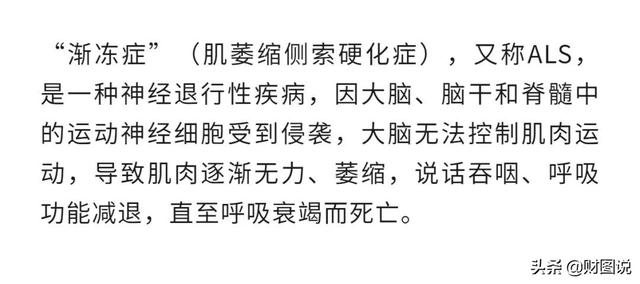 “渐冻症”（肌萎缩侧索硬化症），又称ALS，
是一种神经退行性疾病，因大脑、脑干和脊髓中
的运动神经细胞受到侵袭，大脑无法控制肌肉运
动，导致肌肉逐渐无力、萎缩，说话吞咽、呼吸
功能减退，直至呼吸衰竭而死亡。
头条 @财图说